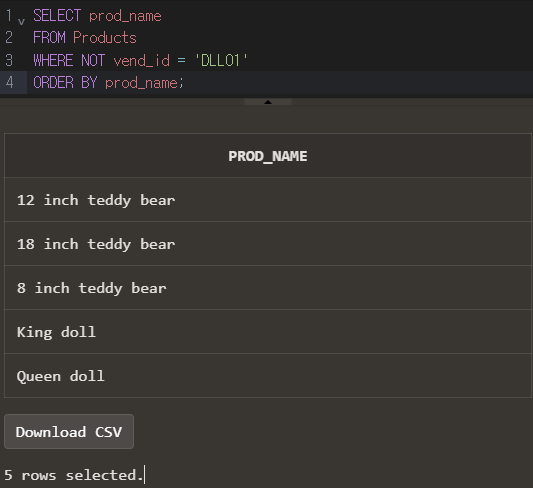 1 SELECT prod_name
2 FROM Products
3 WHERE NOT vend_id = 'DLL01'
4 ORDER BY prod_name;
PROD_NAME
12 inch teddy bear
18 inch teddy bear
8 inch teddy bear
King doll
Queen doll
Download CSV
5 rows selected.